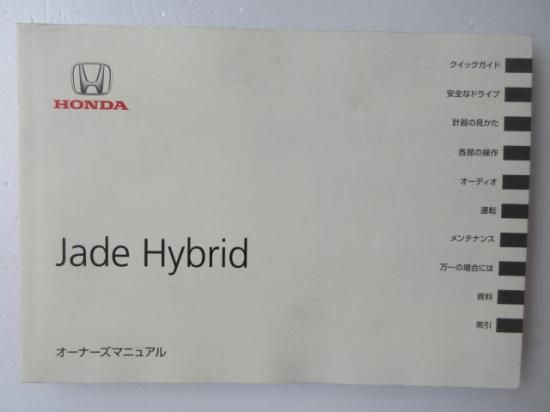 HONDA
クイックガイド
安全なドライブ
計器の見かた
各部の操作
オーディオ
運転
メンテナンス
万一の場合には
資料
索引
Jade Hybrid
オーナーズマニュアル